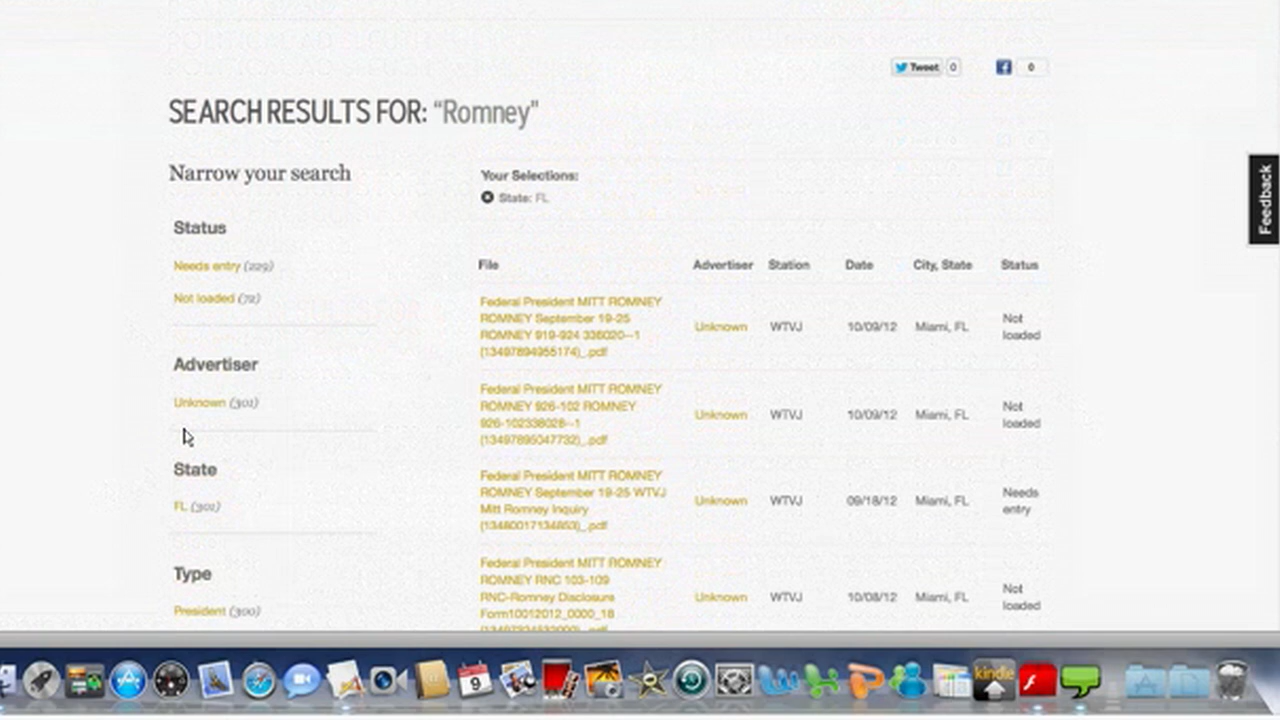 Tweet 0
0
SEARCH RESULTS FOR: “Romney”
Narrow your search
Your Selections:
State: FL
Feedback
Status
Needs entry (229)
Not loaded (72)
Advertiser
Unknown (301)
State
FL (301)
Type
President (300)
File Advertiser Station Date City, State Status
Federal President MITT ROMNEY
ROMNEY September 19-25
ROMNEY 919-924 336020--1
(13497894955174)_.pdf
Unknown WTVJ 10/09/12 Miami, FL Not
loaded
Federal President MITT ROMNEY
ROMNEY 926-102 ROMNEY
926-102336028--1
(13497895047732)_.pdf
Unknown WTVJ 10/09/12 Miami, FL Not
loaded
Federal President MITT ROMNEY
ROMNEY September 19-25 WTVJ
Mitt Romney Inquiry
(13480017134853)_.pdf
Unknown WTVJ 09/18/12 Miami, FL Needs
entry
Federal President MITT ROMNEY
ROMNEY RNC 103-109
RNC-Romney Disclosure
Form10012012_0000_18
Unknown WTVJ 10/08/12 Miami, FL Not
loaded
9
kindle